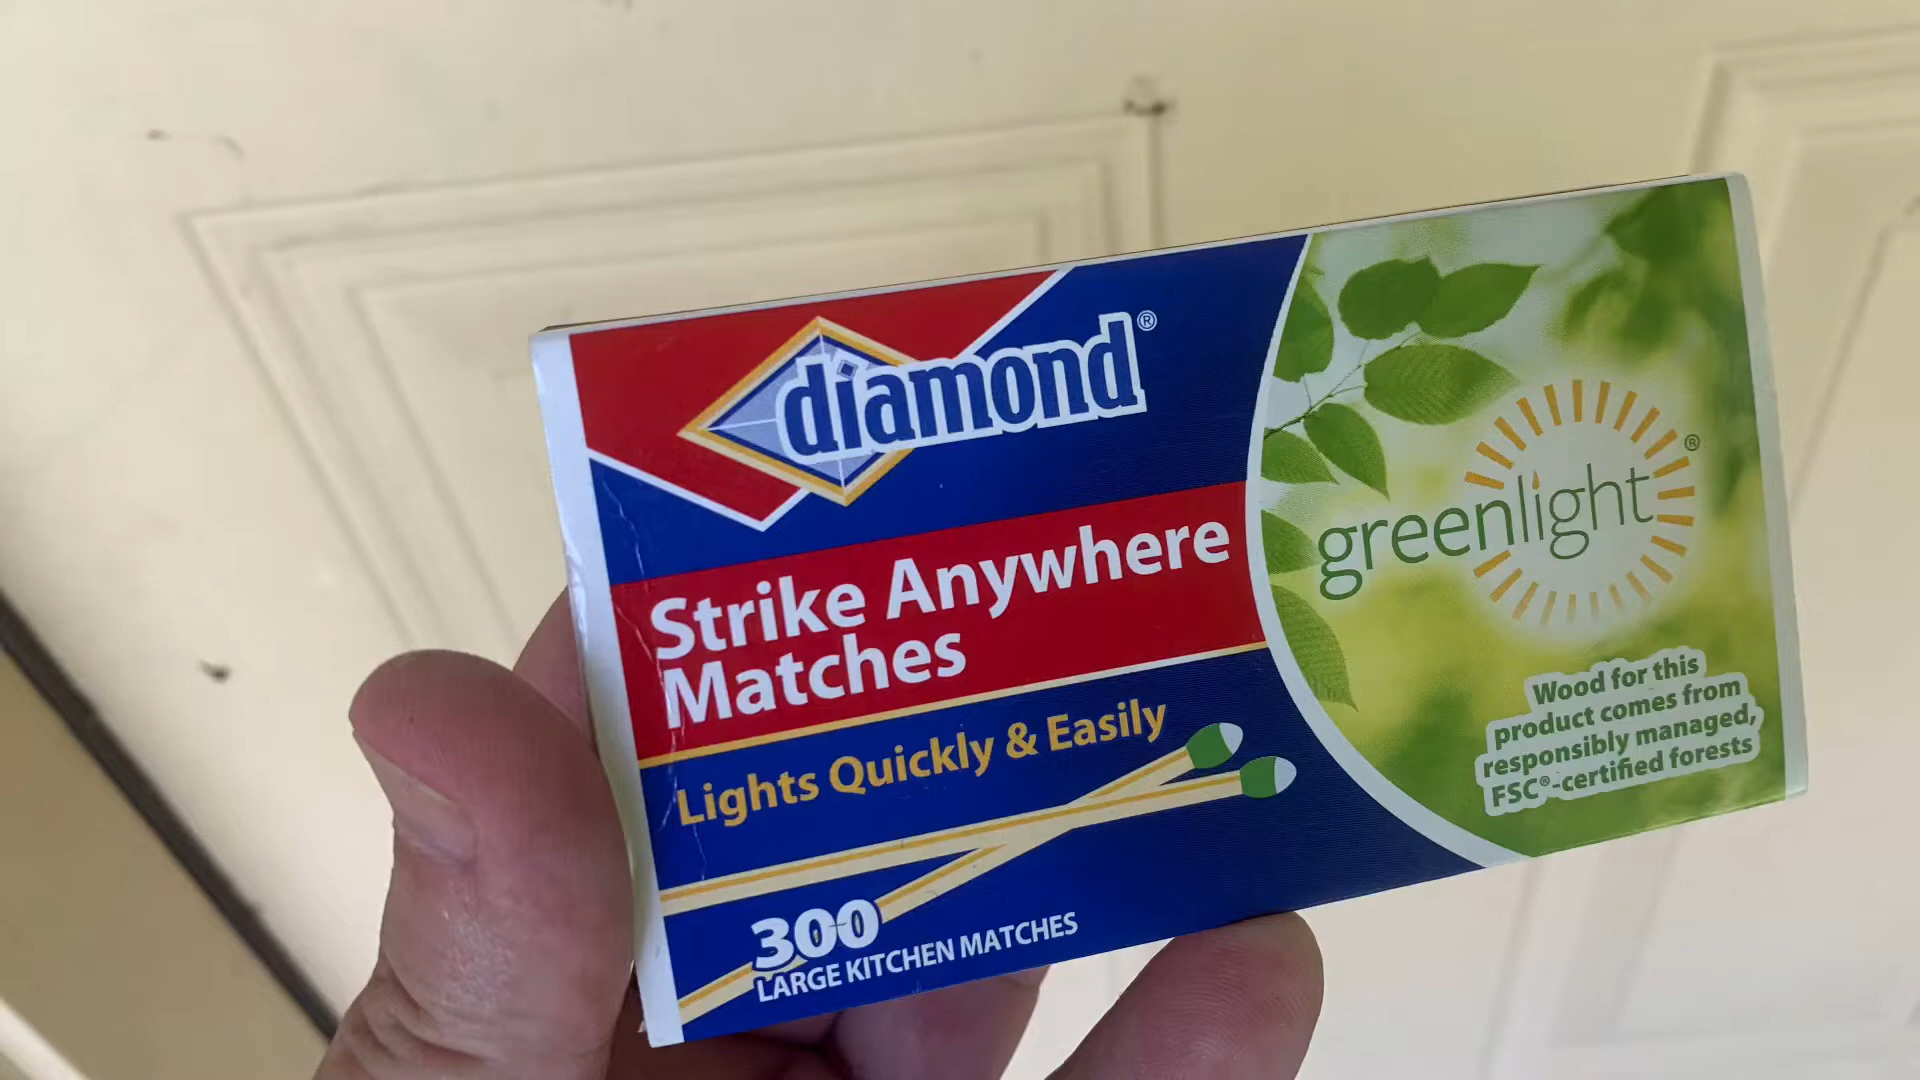 diamond®
Strike Anywhere
Matches
Lights Quickly & Easily
300
LARGE KITCHEN MATCHES
greenlight®
Wood for this
product comes from
responsibly managed,
FSC®-certified forests